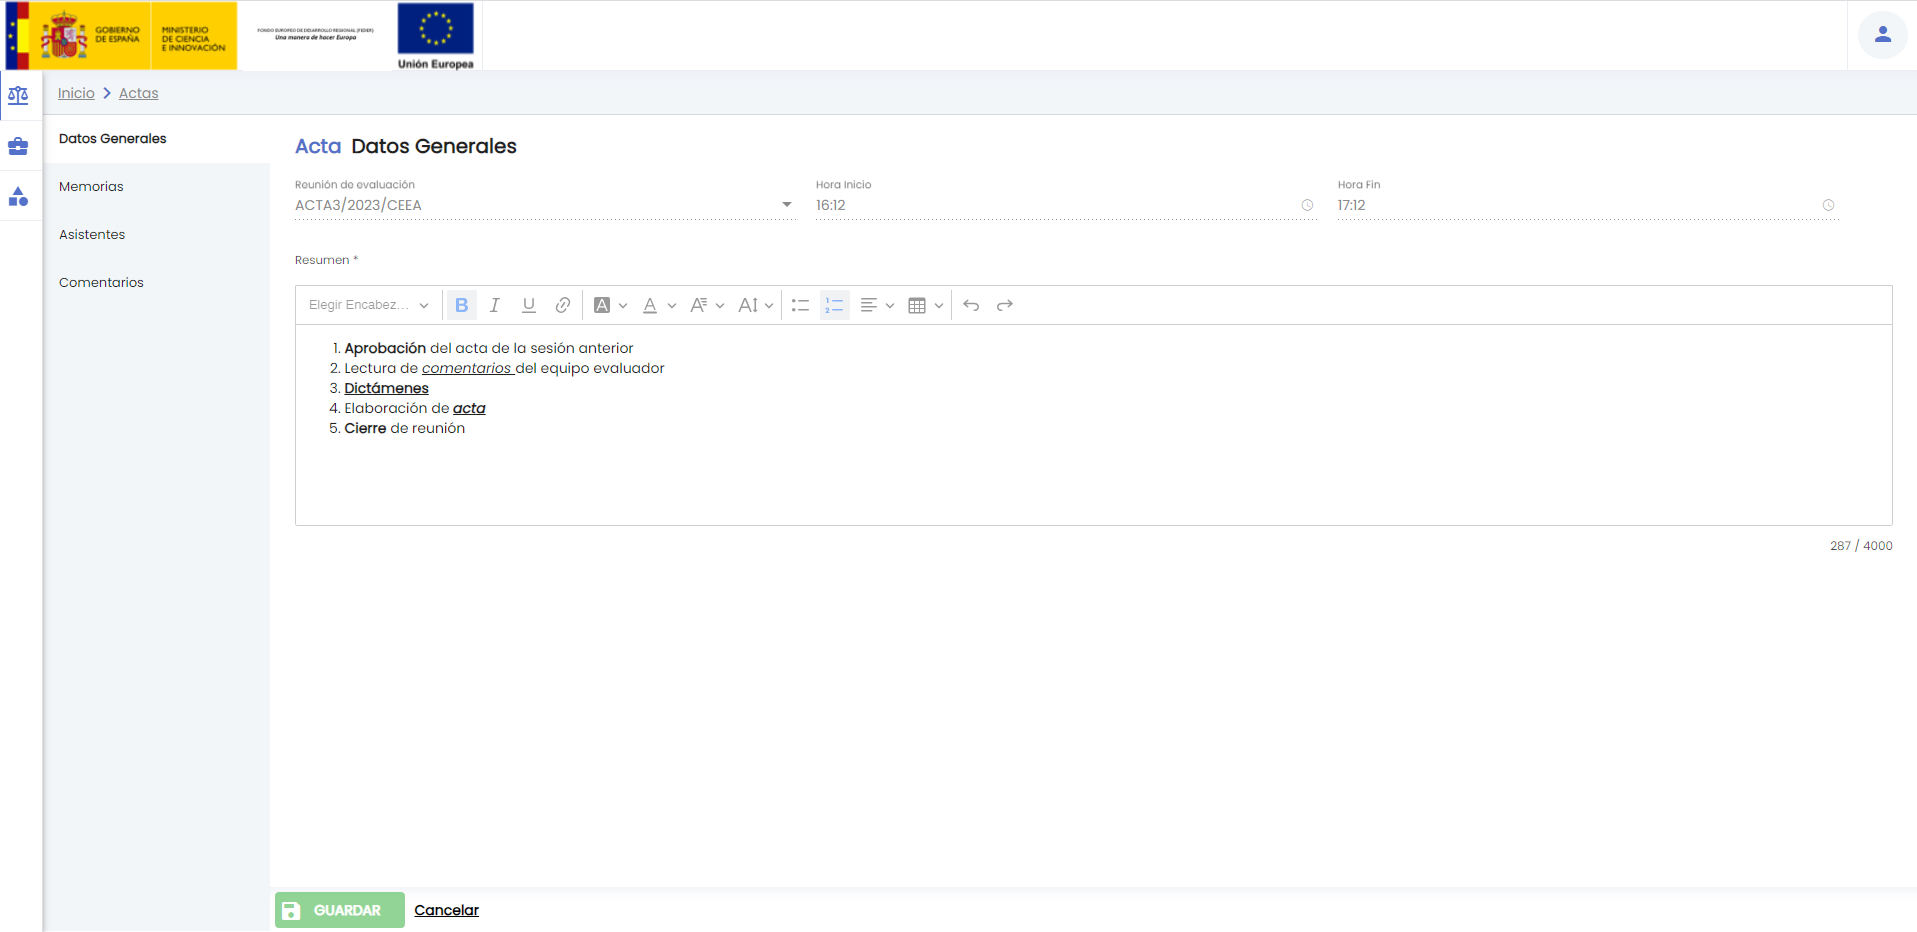 GOBIERNO
DE ESPAÑA
MINISTERIO
DE CIENCIA
E INNOVACIÓN
FONDO EUROPEO DE DESARROLLO REGIONAL (FEDER)
Una manera de hacer Europa
Unión Europea
Inicio > Actas
Datos Generales
Memorias
Asistentes
Comentarios
Acta Datos Generales
Reunión de evaluación
ACTA3/2023/CEEA
Hora Inicio
16:12
Hora Fin
17:12
Resumen *
Elegir Encabez...
1. Aprobación del acta de la sesión anterior
2. Lectura de comentarios del equipo evaluador
3. Dictámenes
4. Elaboración de acta
5. Cierre de reunión
287 / 4000
GUARDAR
Cancelar